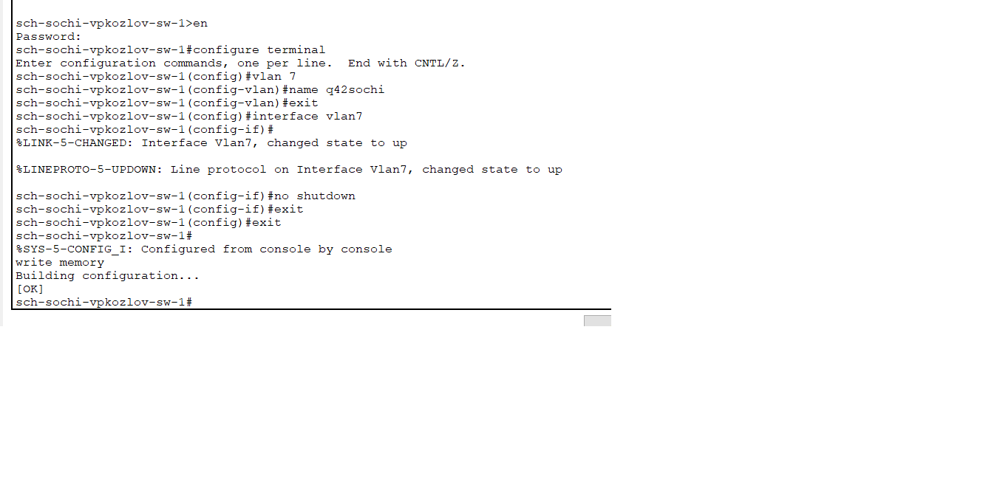 sch-sochi-vpkozlov-sw-1>en
Password:
sch-sochi-vpkozlov-sw-1#configure terminal
Enter configuration commands, one per line.  End with CNTL/Z.
sch-sochi-vpkozlov-sw-1(config)#vlan 7
sch-sochi-vpkozlov-sw-1(config-vlan)#name q42sochi
sch-sochi-vpkozlov-sw-1(config-vlan)#exit
sch-sochi-vpkozlov-sw-1(config)#interface vlan7
sch-sochi-vpkozlov-sw-1(config-if)#
%LINK-5-CHANGED: Interface Vlan7, changed state to up
%LINEPROTO-5-UPDOWN: Line protocol on Interface Vlan7, changed state to up
sch-sochi-vpkozlov-sw-1(config-if)#no shutdown
sch-sochi-vpkozlov-sw-1(config-if)#exit
sch-sochi-vpkozlov-sw-1(config)#exit
sch-sochi-vpkozlov-sw-1#
%SYS-5-CONFIG_I: Configured from console by console
write memory
Building configuration...
[OK]
sch-sochi-vpkozlov-sw-1#